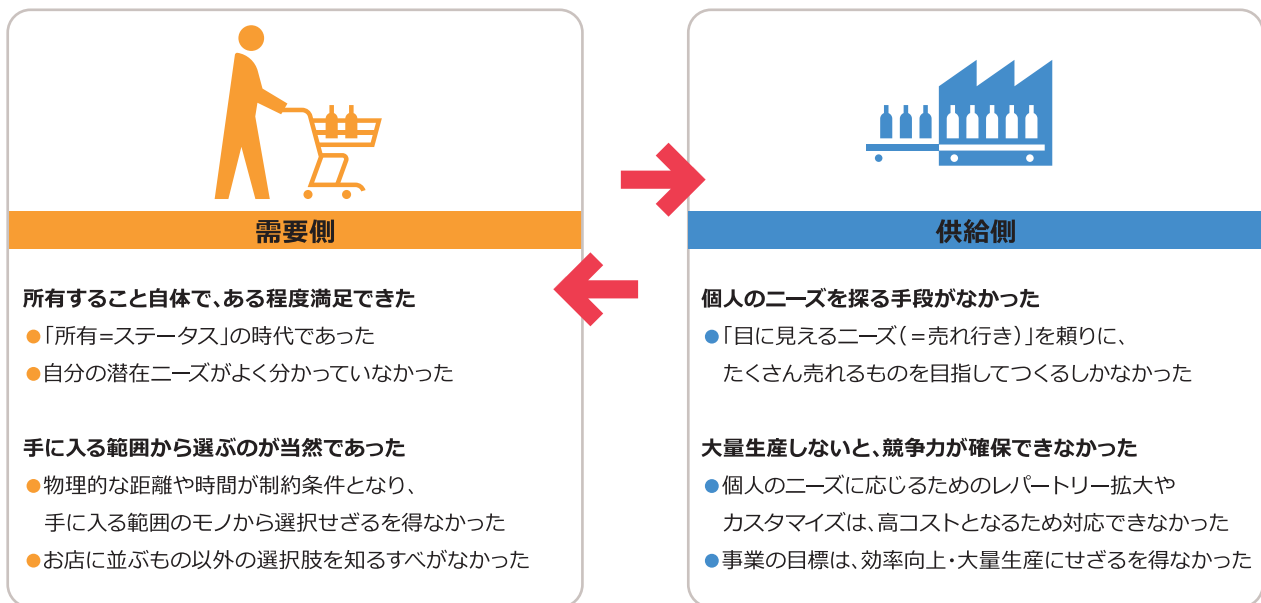 需要側
所有すること自体で、ある程度満足できた
●「所有=ステータス」の時代であった
●自分の潜在ニーズがよく分かっていなかった
手に入る範囲から選ぶのが当然であった
●物理的な距離や時間が制約条件となり、
手に入る範囲のモノから選択せざるを得なかった
●お店に並ぶもの以外の選択肢を知るすべがなかった
供給側
個人のニーズを探る手段がなかった
●「目に見えるニーズ(=売れ行き)」を頼りに、
たくさん売れるものを目指してつくるしかなかった
大量生産しないと、競争力が確保できなかった
●個人のニーズに応じるためのレパートリー拡大や
カスタマイズは、高コストとなるため対応できなかった
●事業の目標は、効率向上・大量生産にせざるを得なかった